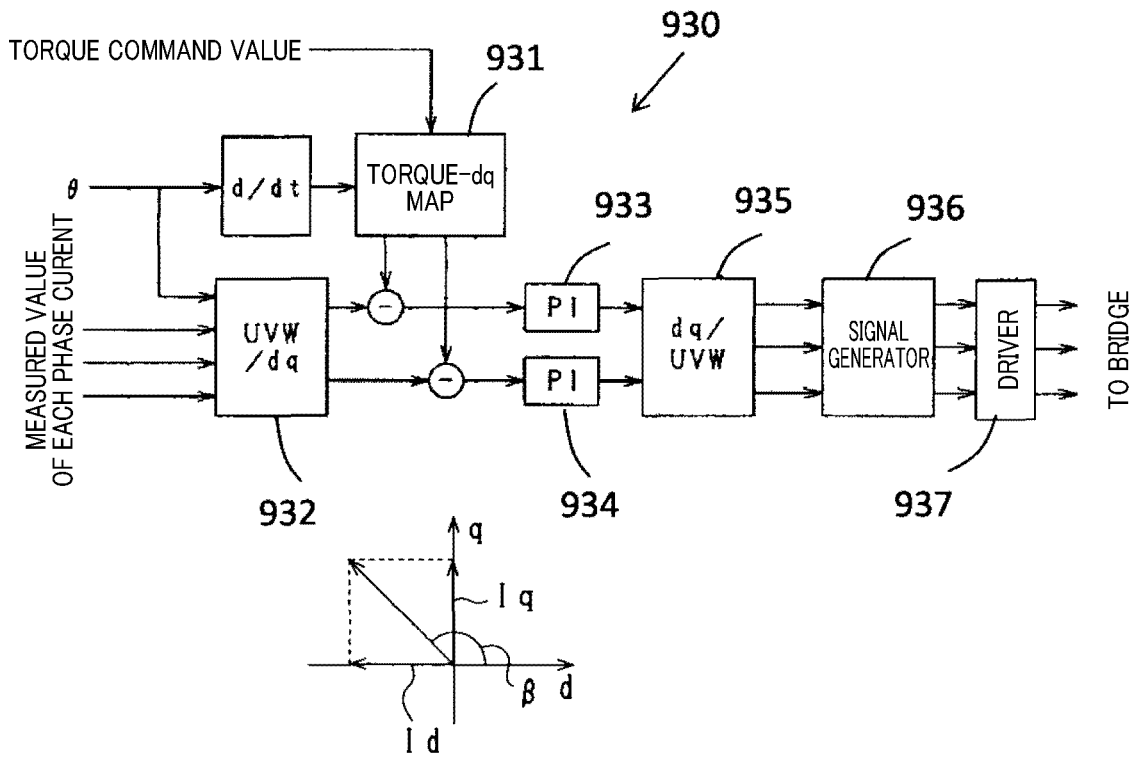 930
TORQUE COMMAND VALUE
931
θ
d/dt
TORQUE-dq
MAP
933
935
936
MEASURED VALUE
OF EACH PHASE CURENT
UVW
/dq
-
-
PI
PI
dq/
UVW
SIGNAL
GENERATOR
DRIVER
TO BRIDGE
932
934
937
q
Iq
β
d
Id